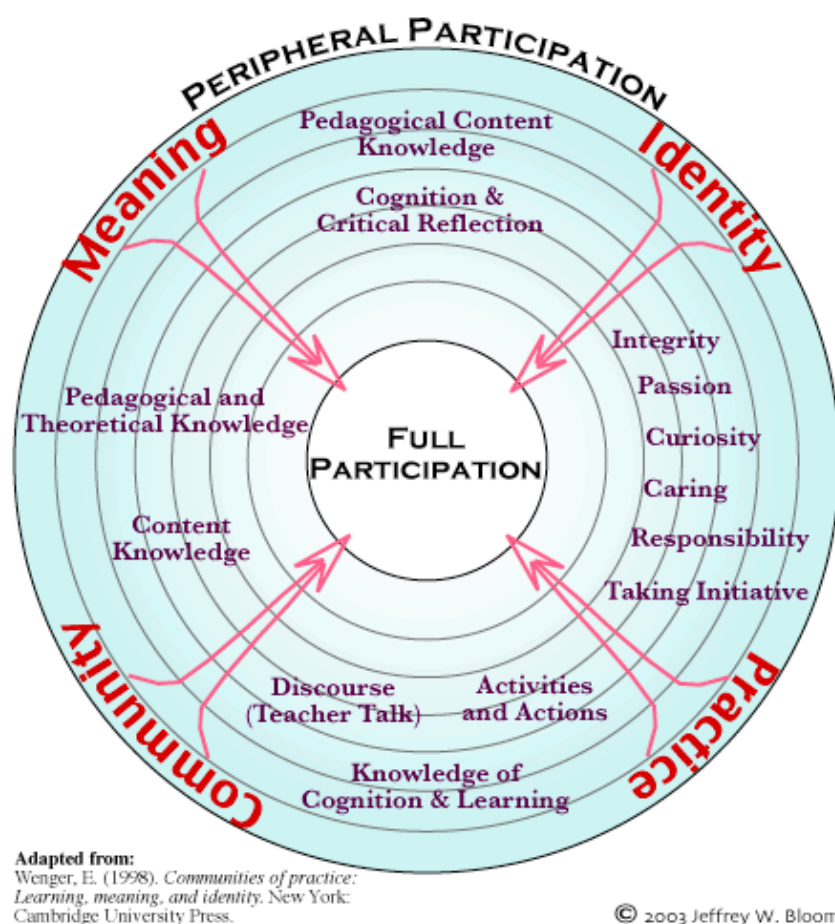 PERIPHERAL PARTICIPATION
Meaning
Identity
Pedagogical Content
Knowledge
Cognition &
Critical Reflection
Integrity
Passion
Curiosity
Caring
Responsibility
Taking Initiative
Pedagogical and
Theoretical Knowledge
FULL
PARTICIPATION
Content
Knowledge
Community
Practice
Discourse
(Teacher Talk)
Activities
and Actions
Knowledge of
Cognition & Learning
Adapted from:
Wenger, E. (1998). Communities of practice:
Learning, meaning, and identity. New York:
Cambridge University Press.
© 2003 Jeffrey W. Bloom